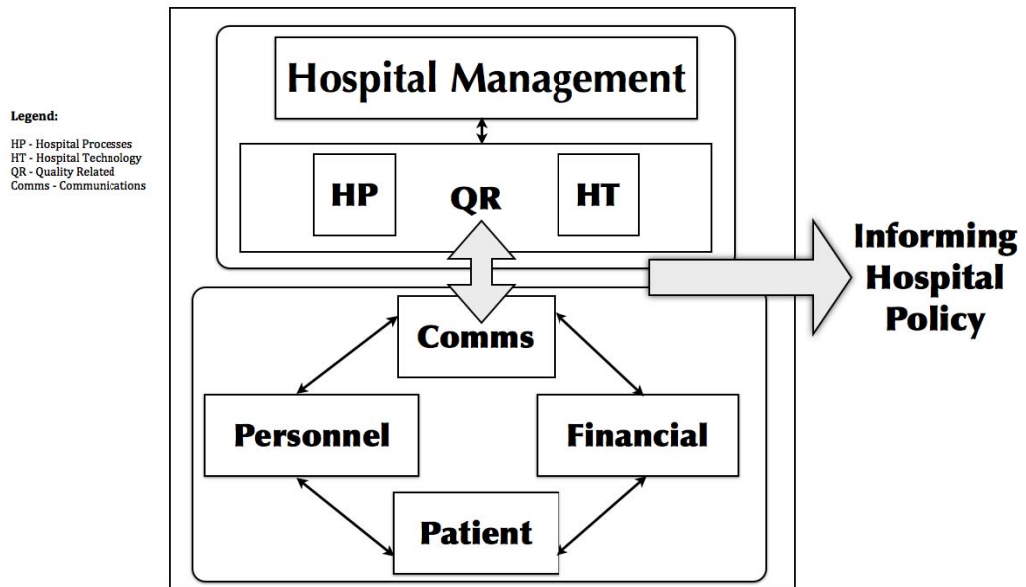 Hospital Management
Legend:
HP - Hospital Processes
HT - Hospital Technology
QR - Quality Related
Comms - Communications
HP
QR
HT
Informing
Hospital
Policy
Comms
Personnel
Financial
Patient